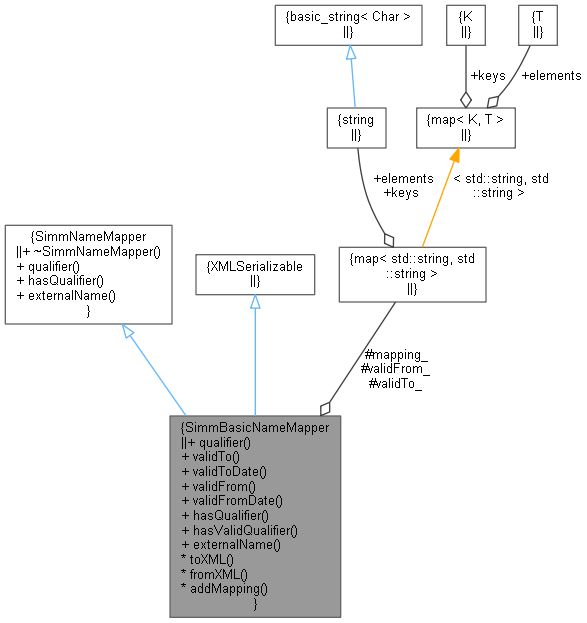 {basic_string< Char >
||}
{K
||}
{T
||}
+keys
+elements
{string
||}
{map< K, T >
||}
+elements
+keys
< std::string, std
::string >
{SimmNameMapper
||+ ~SimmNameMapper()
+ qualifier()
+ hasQualifier()
+ externalName()
}
{XMLSerializable
||}
{map< std::string, std
::string >
||}
#mapping_
#validFrom_
#validTo_
{SimmBasicNameMapper
||+ qualifier()
+ validTo()
+ validToDate()
+ validFrom()
+ validFromDate()
+ hasQualifier()
+ hasValidQualifier()
+ externalName()
* toXML()
* fromXML()
* addMapping()
}